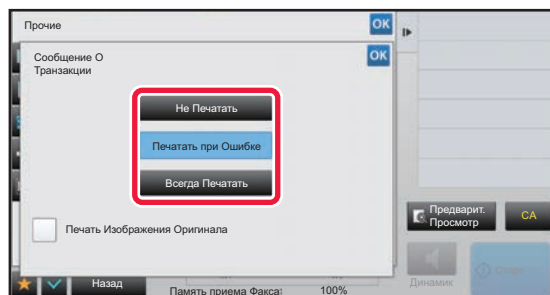 Прочие
OK
Сообщение О
Транзакции
OK
Не Печатать
Печатать при Ошибке
Всегда Печатать
Печать Изображения Оригинала
Предварит.
Просмотр
CA
Назад
Память приема Факса:
100%
Динамик
Старт